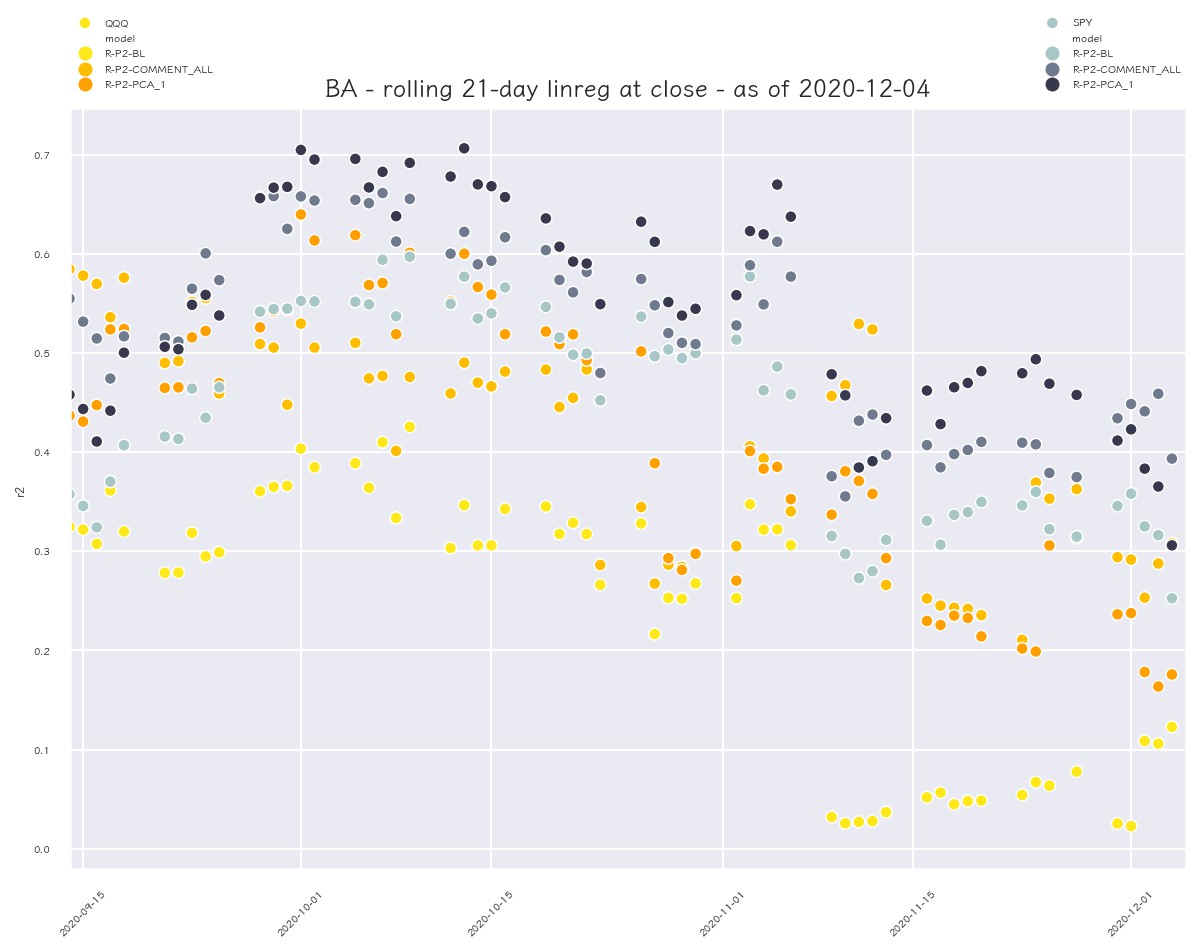 QQQ
model
R-P2-BL
R-P2-COMMENT_ALL
R-P2-PCA_1
SPY
model
R-P2-BL
R-P2-COMMENT_ALL
R-P2-PCA_1
BA - rolling 21-day linreg at close - as of 2020-12-04
0.7
0.6
0.5
0.4
0.3
0.2
0.1
0.0
r2
2020-09-15
2020-10-01
2020-10-15
2020-11-01
2020-11-15
2020-12-01